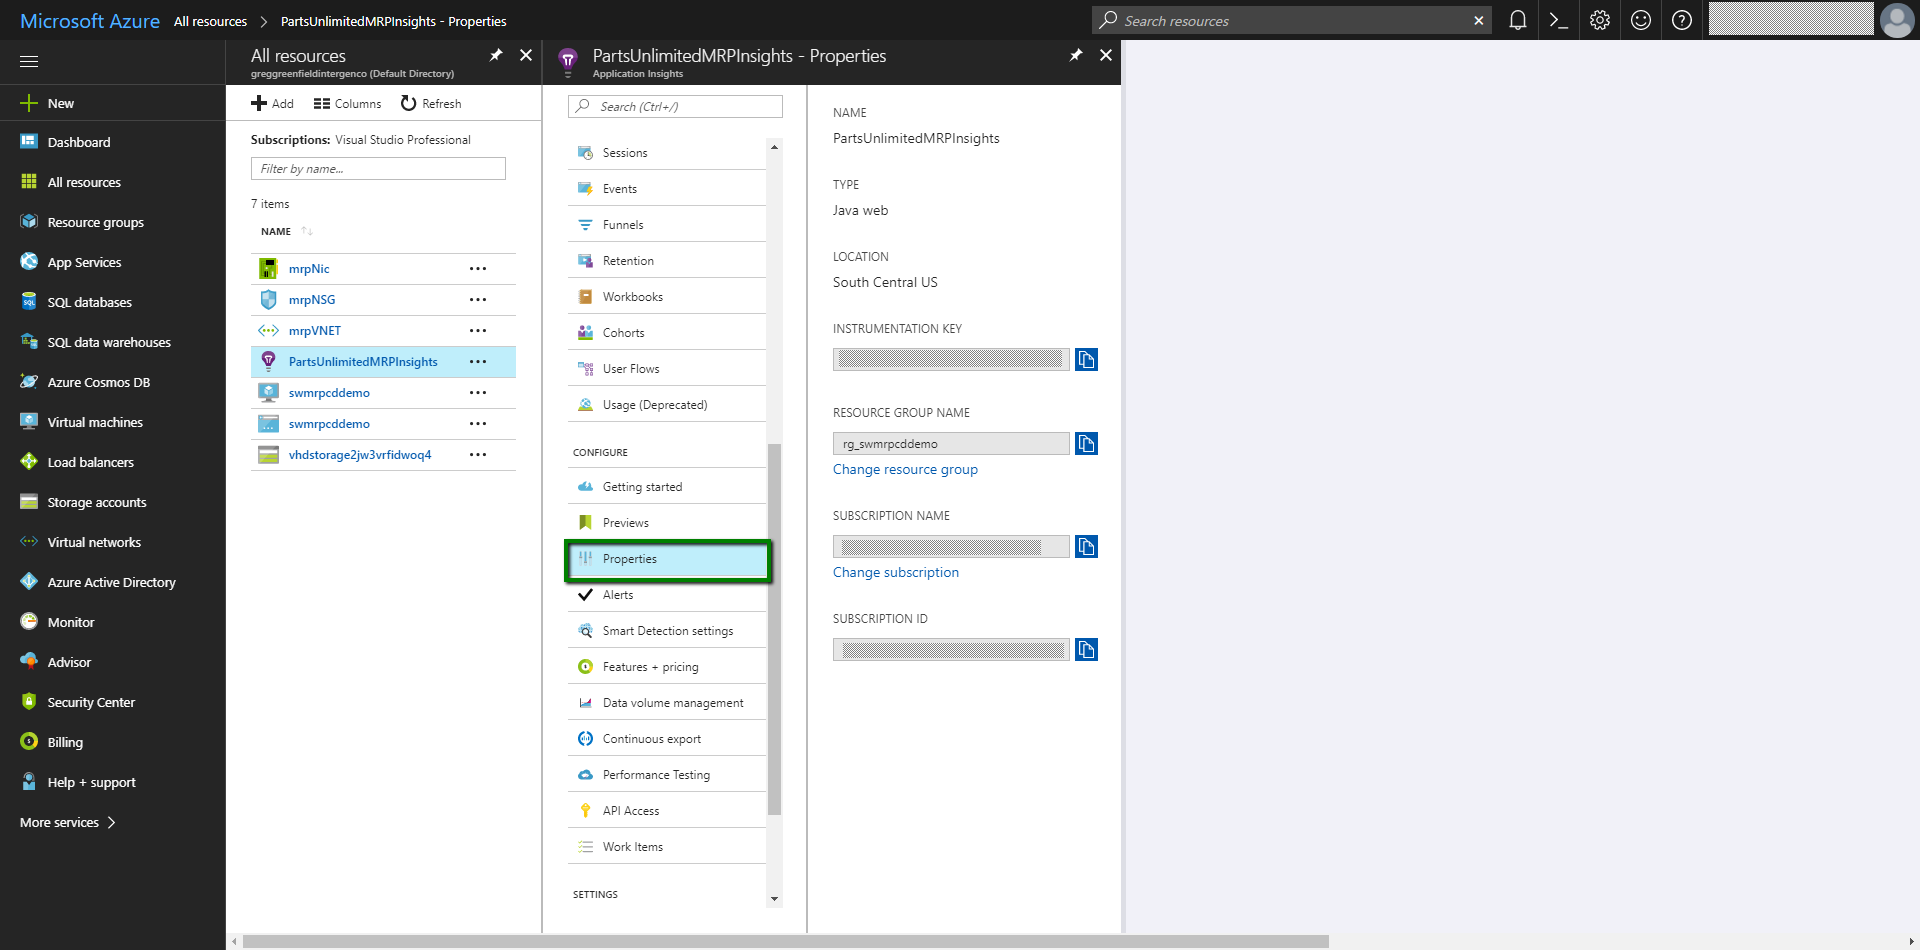 Microsoft Azure All resources PartsUnlimitedMRPInsights - Properties
Search resources
New
Dashboard
All resources
Resource groups
App Services
SQL databases
SQL data warehouses
Azure Cosmos DB
Virtual machines
Load balancers
Storage accounts
Virtual networks
Azure Active Directory
Monitor
Advisor
Security Center
Billing
Help + support
More services
All resources
greggreenfieldintergenco (Default Directory)
Add Columns Refresh
Subscriptions: Visual Studio Professional
Filter by name...
7 items
NAME
mrpNic
mrpNSG
mrpVNET
PartsUnlimitedMRPInsights
swmrpcddemo
swmrpcddemo
vhdstorage2jw3vrfidwoq4
PartsUnlimitedMRPInsights - Properties
Application Insights
Search (Ctrl+/)
Sessions
Events
Funnels
Retention
Workbooks
Cohorts
User Flows
Usage (Deprecated)
CONFIGURE
Getting started
Previews
Properties
Alerts
Smart Detection settings
Features + pricing
Data volume management
Continuous export
Performance Testing
API Access
Work Items
SETTINGS
NAME
PartsUnlimitedMRPInsights
TYPE
Java web
LOCATION
South Central US
INSTRUMENTATION KEY
RESOURCE GROUP NAME
rg_swmrpcddemo
Change resource group
SUBSCRIPTION NAME
Change subscription
SUBSCRIPTION ID